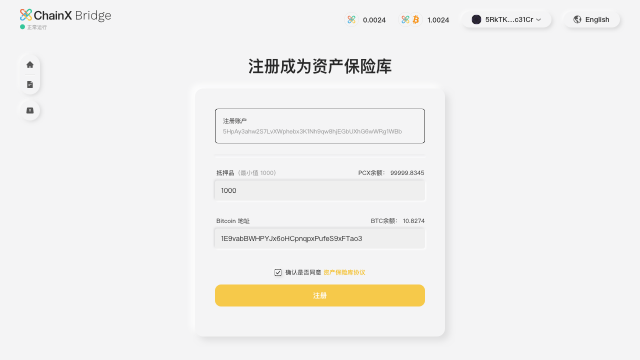 ChainX Bridge
正常运行
0.0024
1.0024
5RkTK...c31Cr
English
注册成为资产保险库
注册账户
抵押品（最小值 1000）
PCX余额： 99999.8345
1000
Bitcoin 地址
BTC余额： 10.8274
1E9vabBWHPYJx6oHCpnqpxPufeS9xFTao3
确认是否同意 资产保险库协议
注册